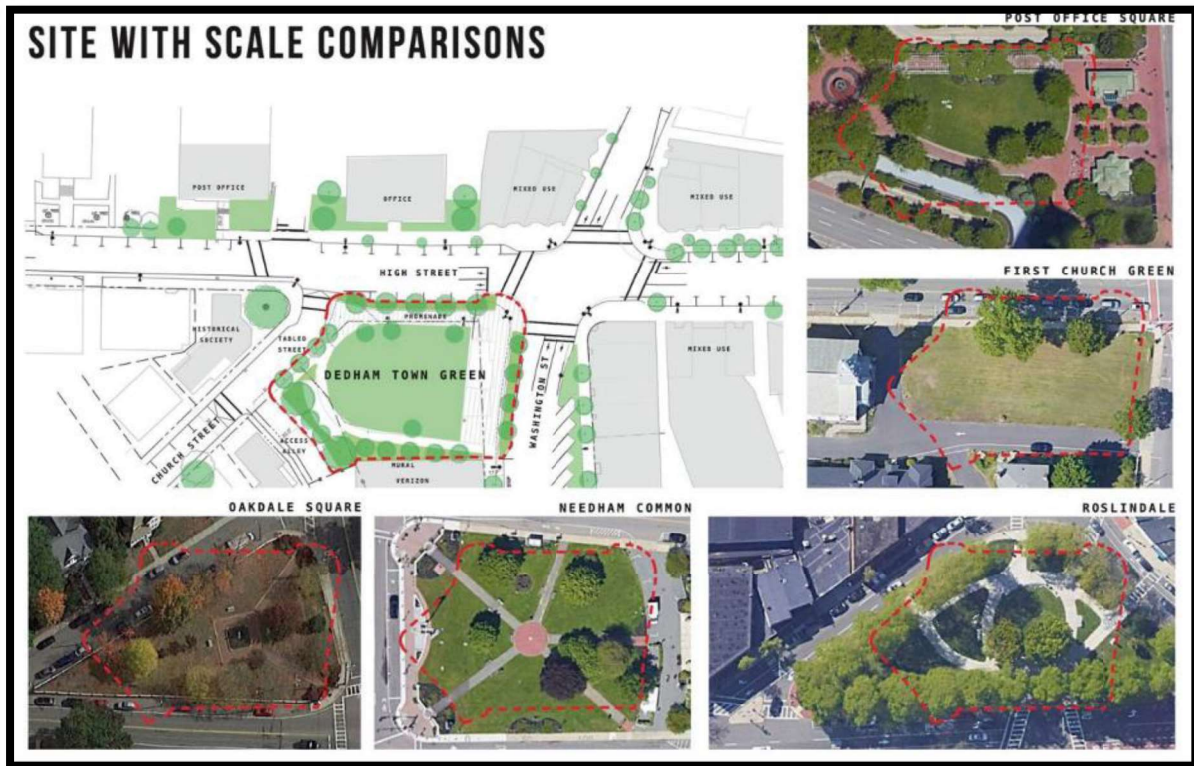 SITE WITH SCALE COMPARISONS
POST OFFICE SQUARE
POST OFFICE
OFFICE
MIXED USE
MIXED USE
HIGH STREET
HISTORICAL
SOCIETY
TABLED
STREET
PROMENADE
DEDHAM TOWN GREEN
WASHINGTON ST
MIXED USE
CHURCH STREET
ACCESS
ALLEY
MURAL
VERIZON
FIRST CHURCH GREEN
OAKDALE SQUARE
NEEDHAM COMMON
ROSLINDALE